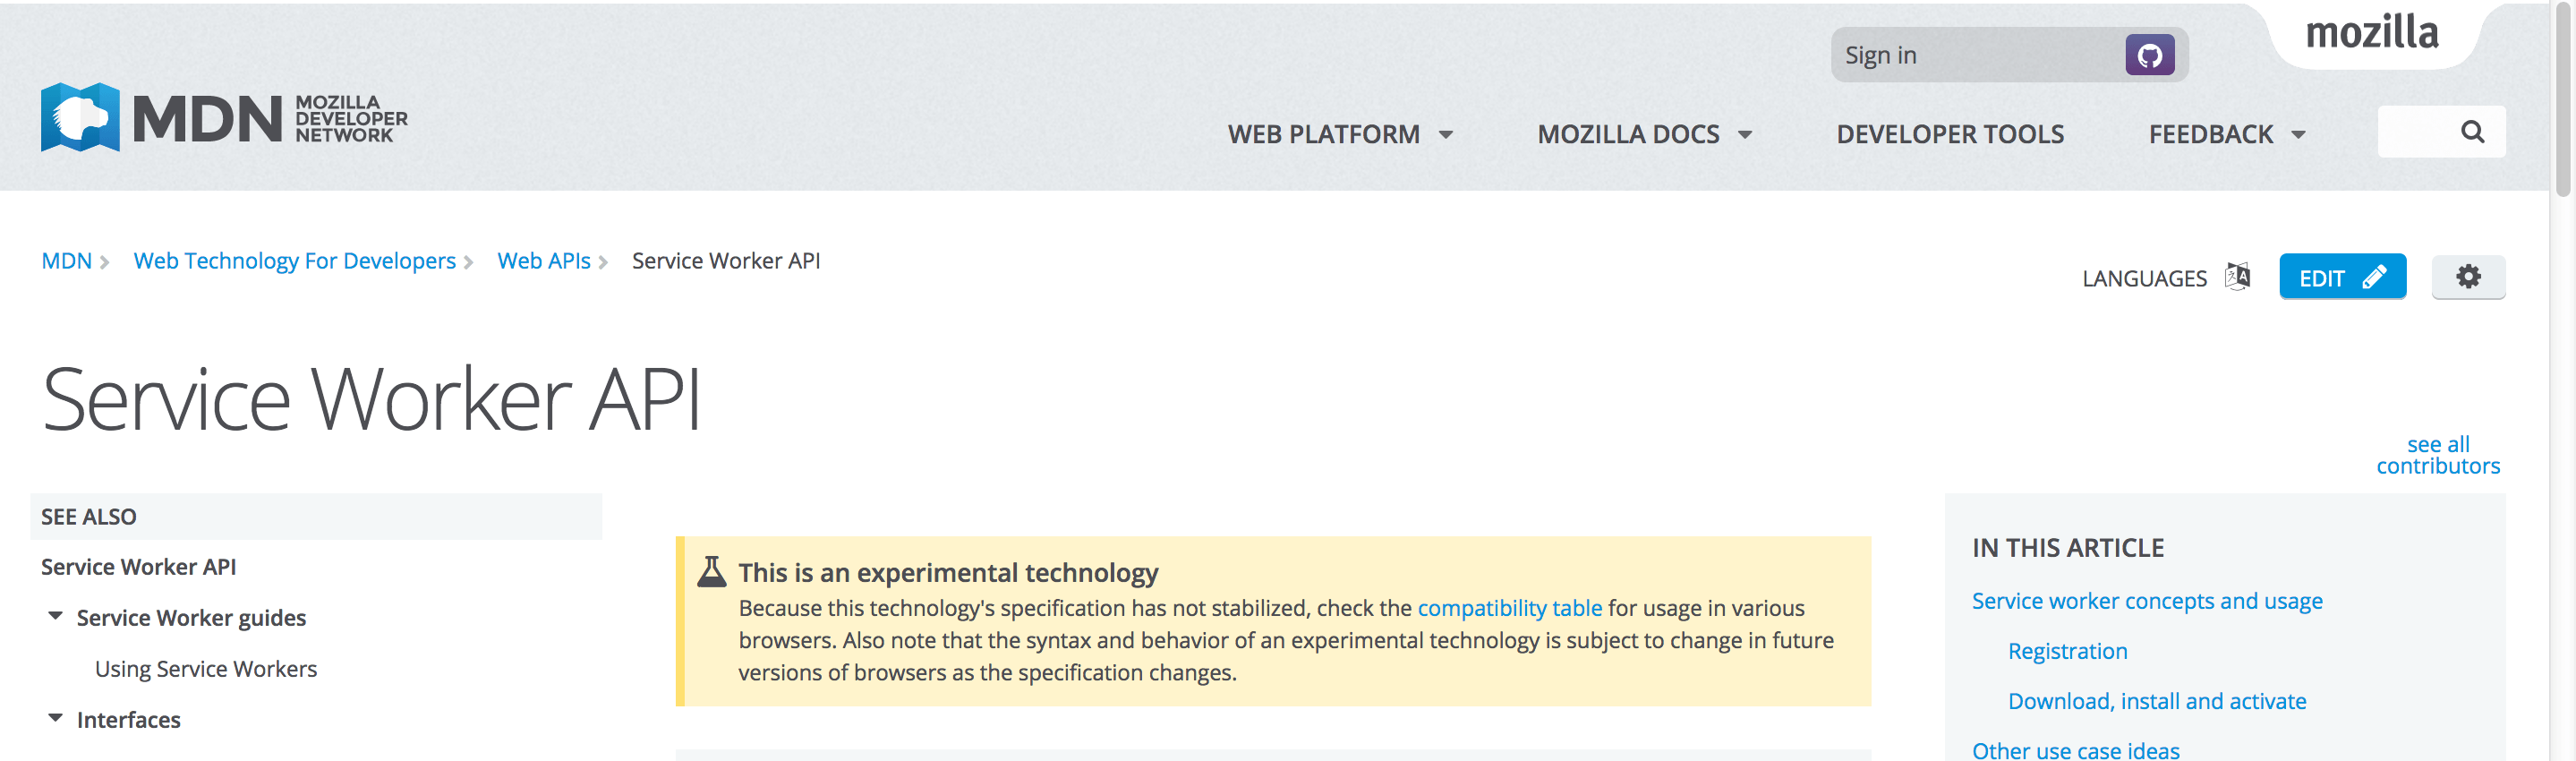 mozilla
Sign in
MDN MOZILLA
DEVELOPER
NETWORK
WEB PLATFORM MOZILLA DOCS DEVELOPER TOOLS FEEDBACK
MDN Web Technology For Developers Web APIs Service Worker API
LANGUAGES EDIT
Service Worker API
see all
contributors
SEE ALSO
Service Worker API
Service Worker guides
Using Service Workers
Interfaces
This is an experimental technology
Because this technology's specification has not stabilized, check the compatibility table for usage in various
browsers. Also note that the syntax and behavior of an experimental technology is subject to change in future
versions of browsers as the specification changes.
IN THIS ARTICLE
Service worker concepts and usage
Registration
Download, install and activate
Other use case ideas